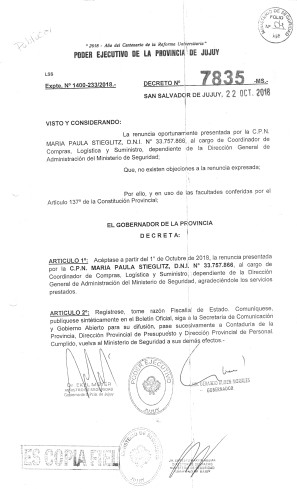 "2018 - Año del Centenario de la Reforma Universitaria"
PODER EJECUTIVO DE LA PROVINCIA DE JUJUY
MINISTERIO DE SEGURIDAD
FOLIO
Nº
LSS
Expte. Nº 1400-233/2018.-
DECRETO Nº 7835 -MS.-
SAN SALVADOR DE JUJUY, 22 OCT. 2018
VISTO Y CONSIDERANDO:
La renuncia oportunamente presentada por la C.P.N.
MARIA PAULA STIEGLITZ, D.N.I. Nº 33.757.866, al cargo de Coordinador de
Compras, Logística y Suministro, dependiente de la Dirección General de
Administración del Ministerio de Seguridad;
Que, no existen objeciones a la renuncia expresada;
Por ello, y en uso de las facultades conferidas por el
Artículo 137º de la Constitución Provincial;
EL GOBERNADOR DE LA PROVINCIA
D E C R E T A :
ARTÍCULO 1º: Acéptase a partir del 1º de Octubre de 2018, la renuncia presentada
por la C.P.N. MARIA PAULA STIEGLITZ, D.N.I. Nº 33.757.866, al cargo de
Coordinador de Compras, Logística y Suministro, dependiente de la Dirección
General de Administración del Ministerio de Seguridad, agradeciéndole los servicios
prestados.
ARTÍCULO 2º: Regístrese, tome razón Fiscalía de Estado. Comuníquese,
publíquese sintéticamente en el Boletín Oficial, siga a la Secretaría de Comunicación
y Gobierno Abierto para su difusión, pase sucesivamente a Contaduría de la
Provincia, Dirección Provincial de Presupuesto y Dirección Provincial de Personal.
Cumplido, vuelva al Ministerio de Seguridad a sus demás efectos.-
PODER EJECUTIVO
JUJUY
GOBERNADOR
ES COPIA FIEL
JUJUY